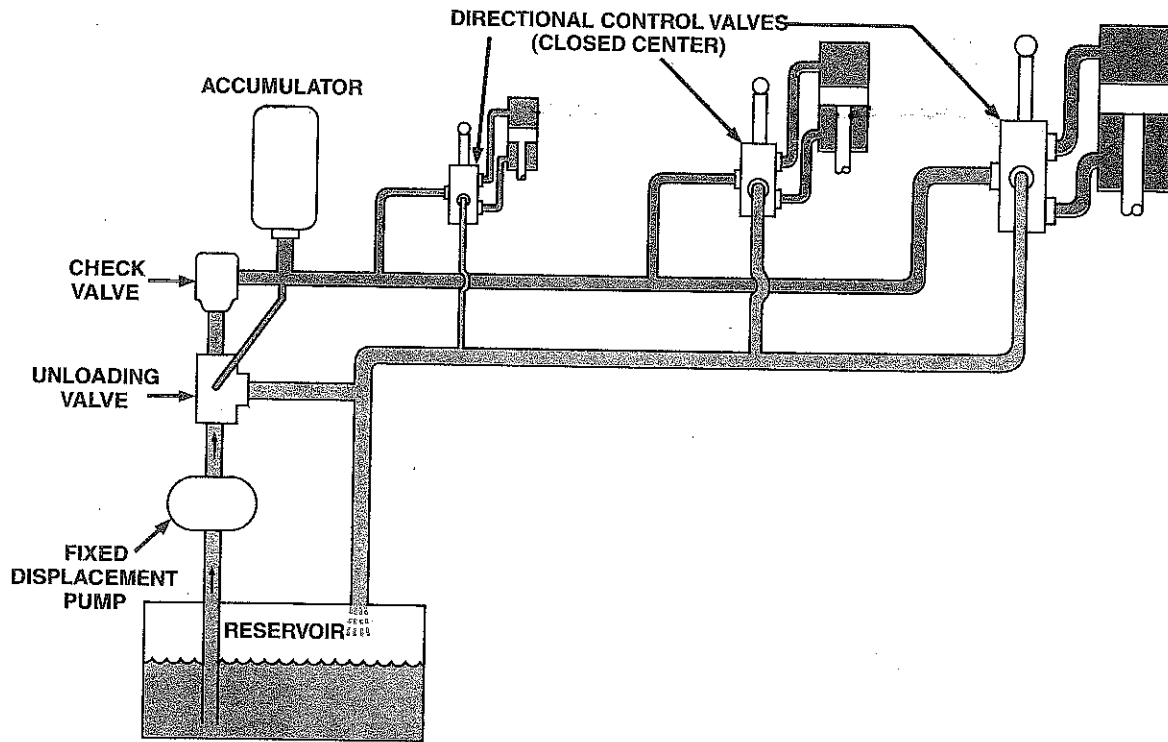 DIRECTIONAL CONTROL VALVES
(CLOSED CENTER)
ACCUMULATOR
CHECK
VALVE
UNLOADING
VALVE
FIXED
DISPLACEMENT
PUMP
RESERVOIR